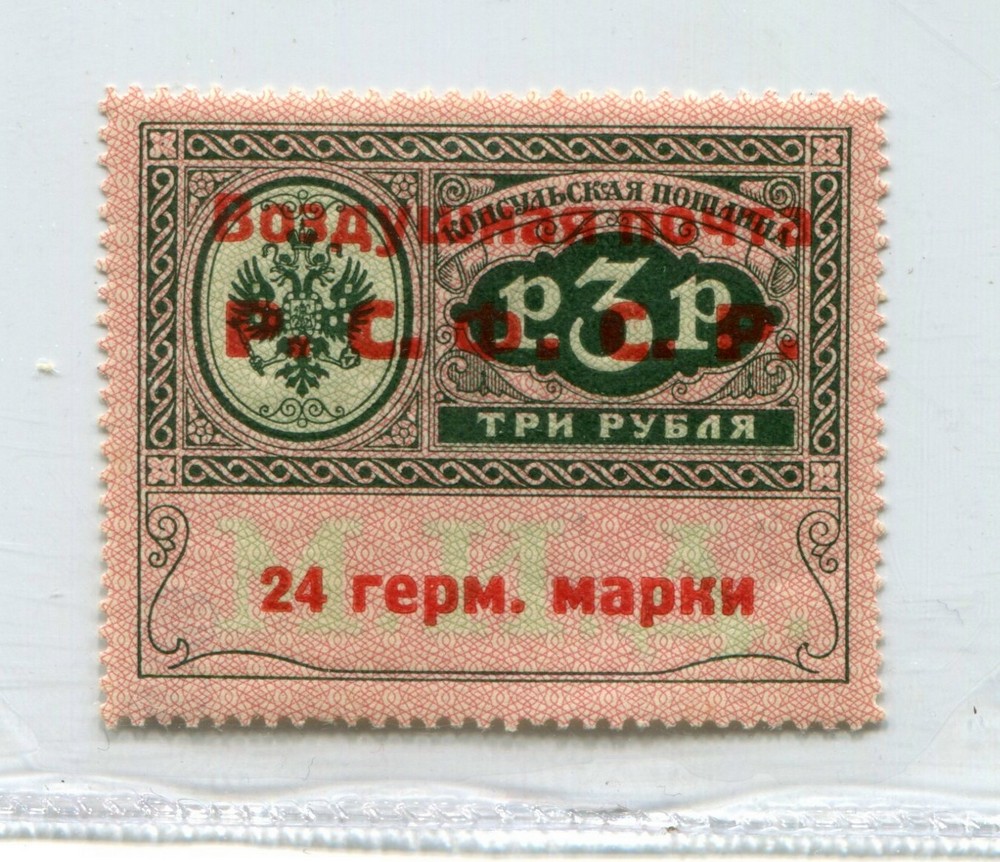 КОНСУЛЬСКАЯ ПОШЛИНА
Воздушная почта
Р 3 Р
Р. С. Ф. С. Р.
ТРИ РУБЛЯ
М.И.Д.
24 герм. марки